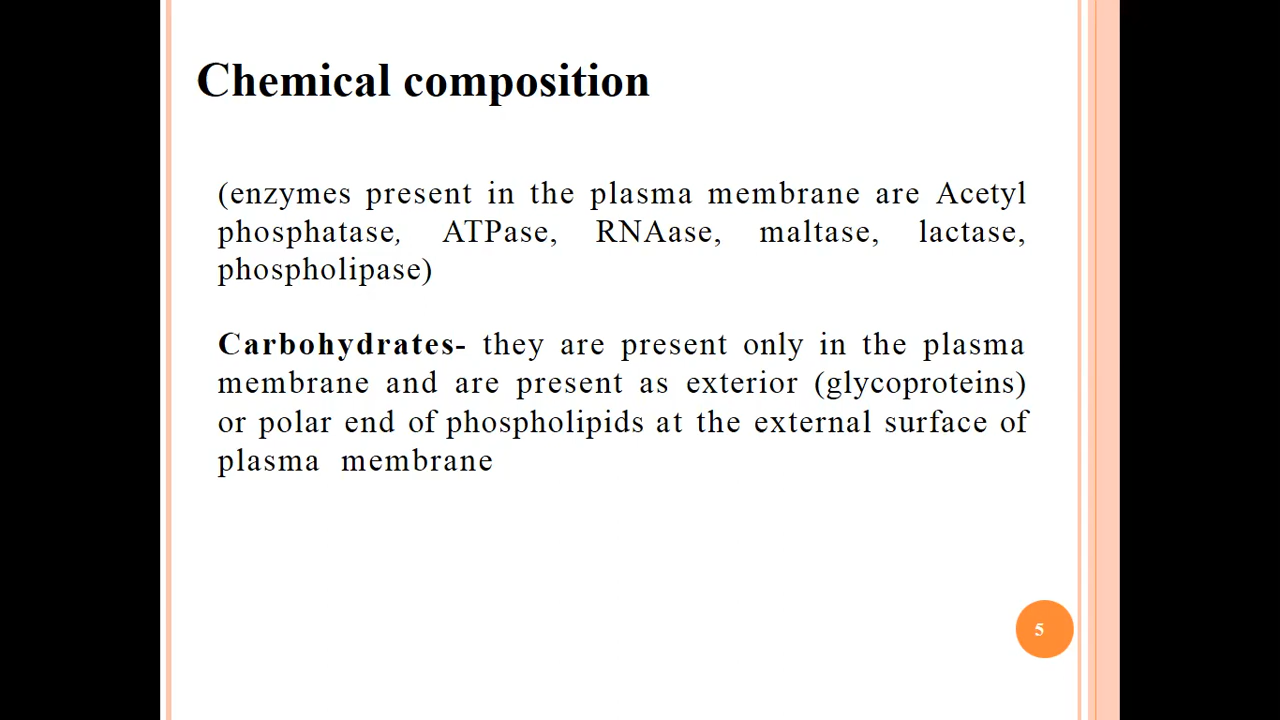 Chemical composition
(enzymes present in the plasma membrane are Acetyl
phosphatase, ATPase, RNAase, maltase, lactase,
phospholipase)
Carbohydrates- they are present only in the plasma
membrane and are present as exterior (glycoproteins)
or polar end of phospholipids at the external surface of
plasma membrane
5